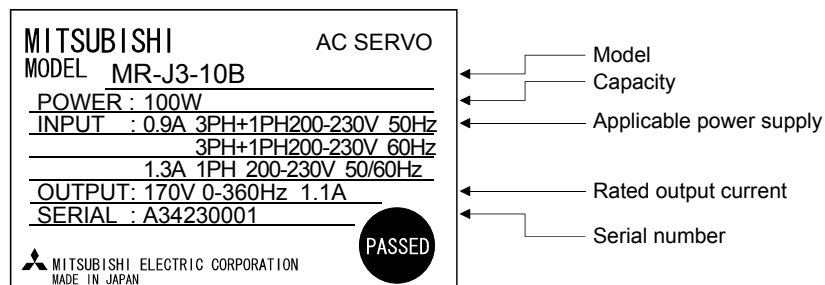 MITSUBISHI AC SERVO
MODEL MR-J3-10B
POWER : 100W
INPUT : 0.9A 3PH+1PH200-230V 50Hz
3PH+1PH200-230V 60Hz
1.3A 1PH 200-230V 50/60Hz
OUTPUT: 170V 0-360Hz 1.1A
SERIAL : A34230001
PASSED
MITSUBISHI ELECTRIC CORPORATION
MADE IN JAPAN
Model
Capacity
Applicable power supply
Rated output current
Serial number